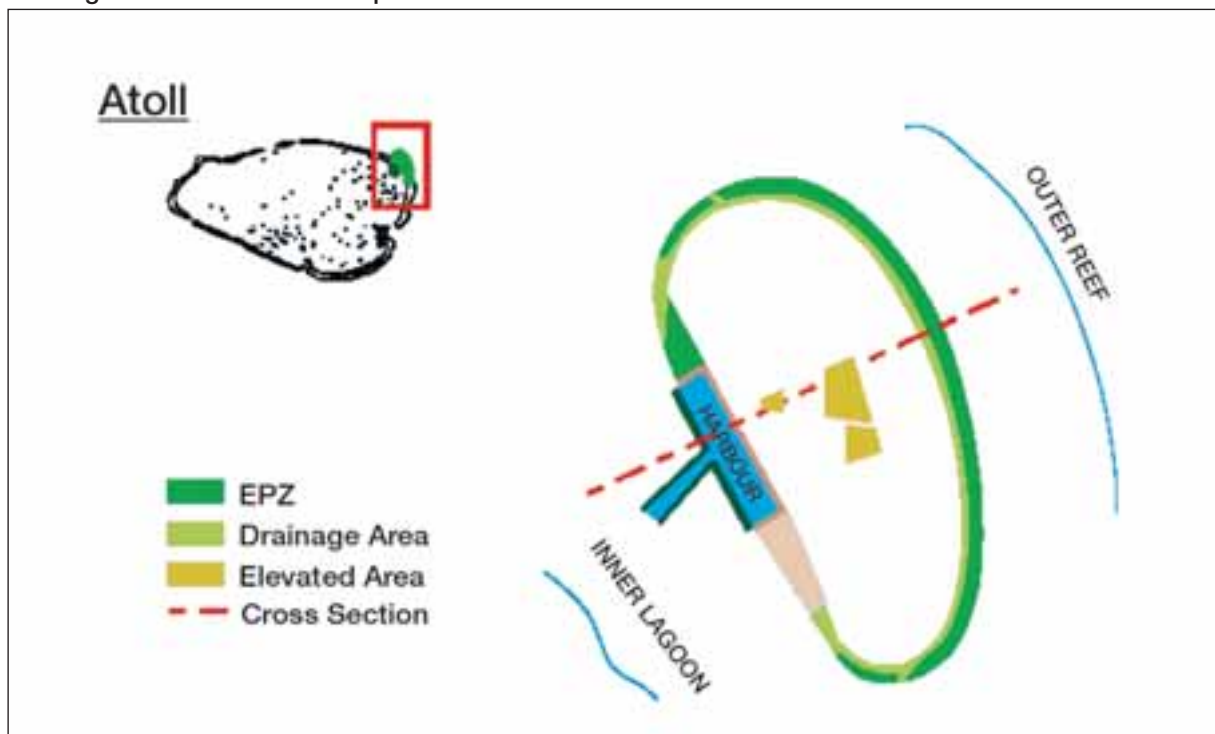 Atoll
OUTER REEF
HARBOUR
INNER LAGOON
EPZ
Drainage Area
Elevated Area
Cross Section